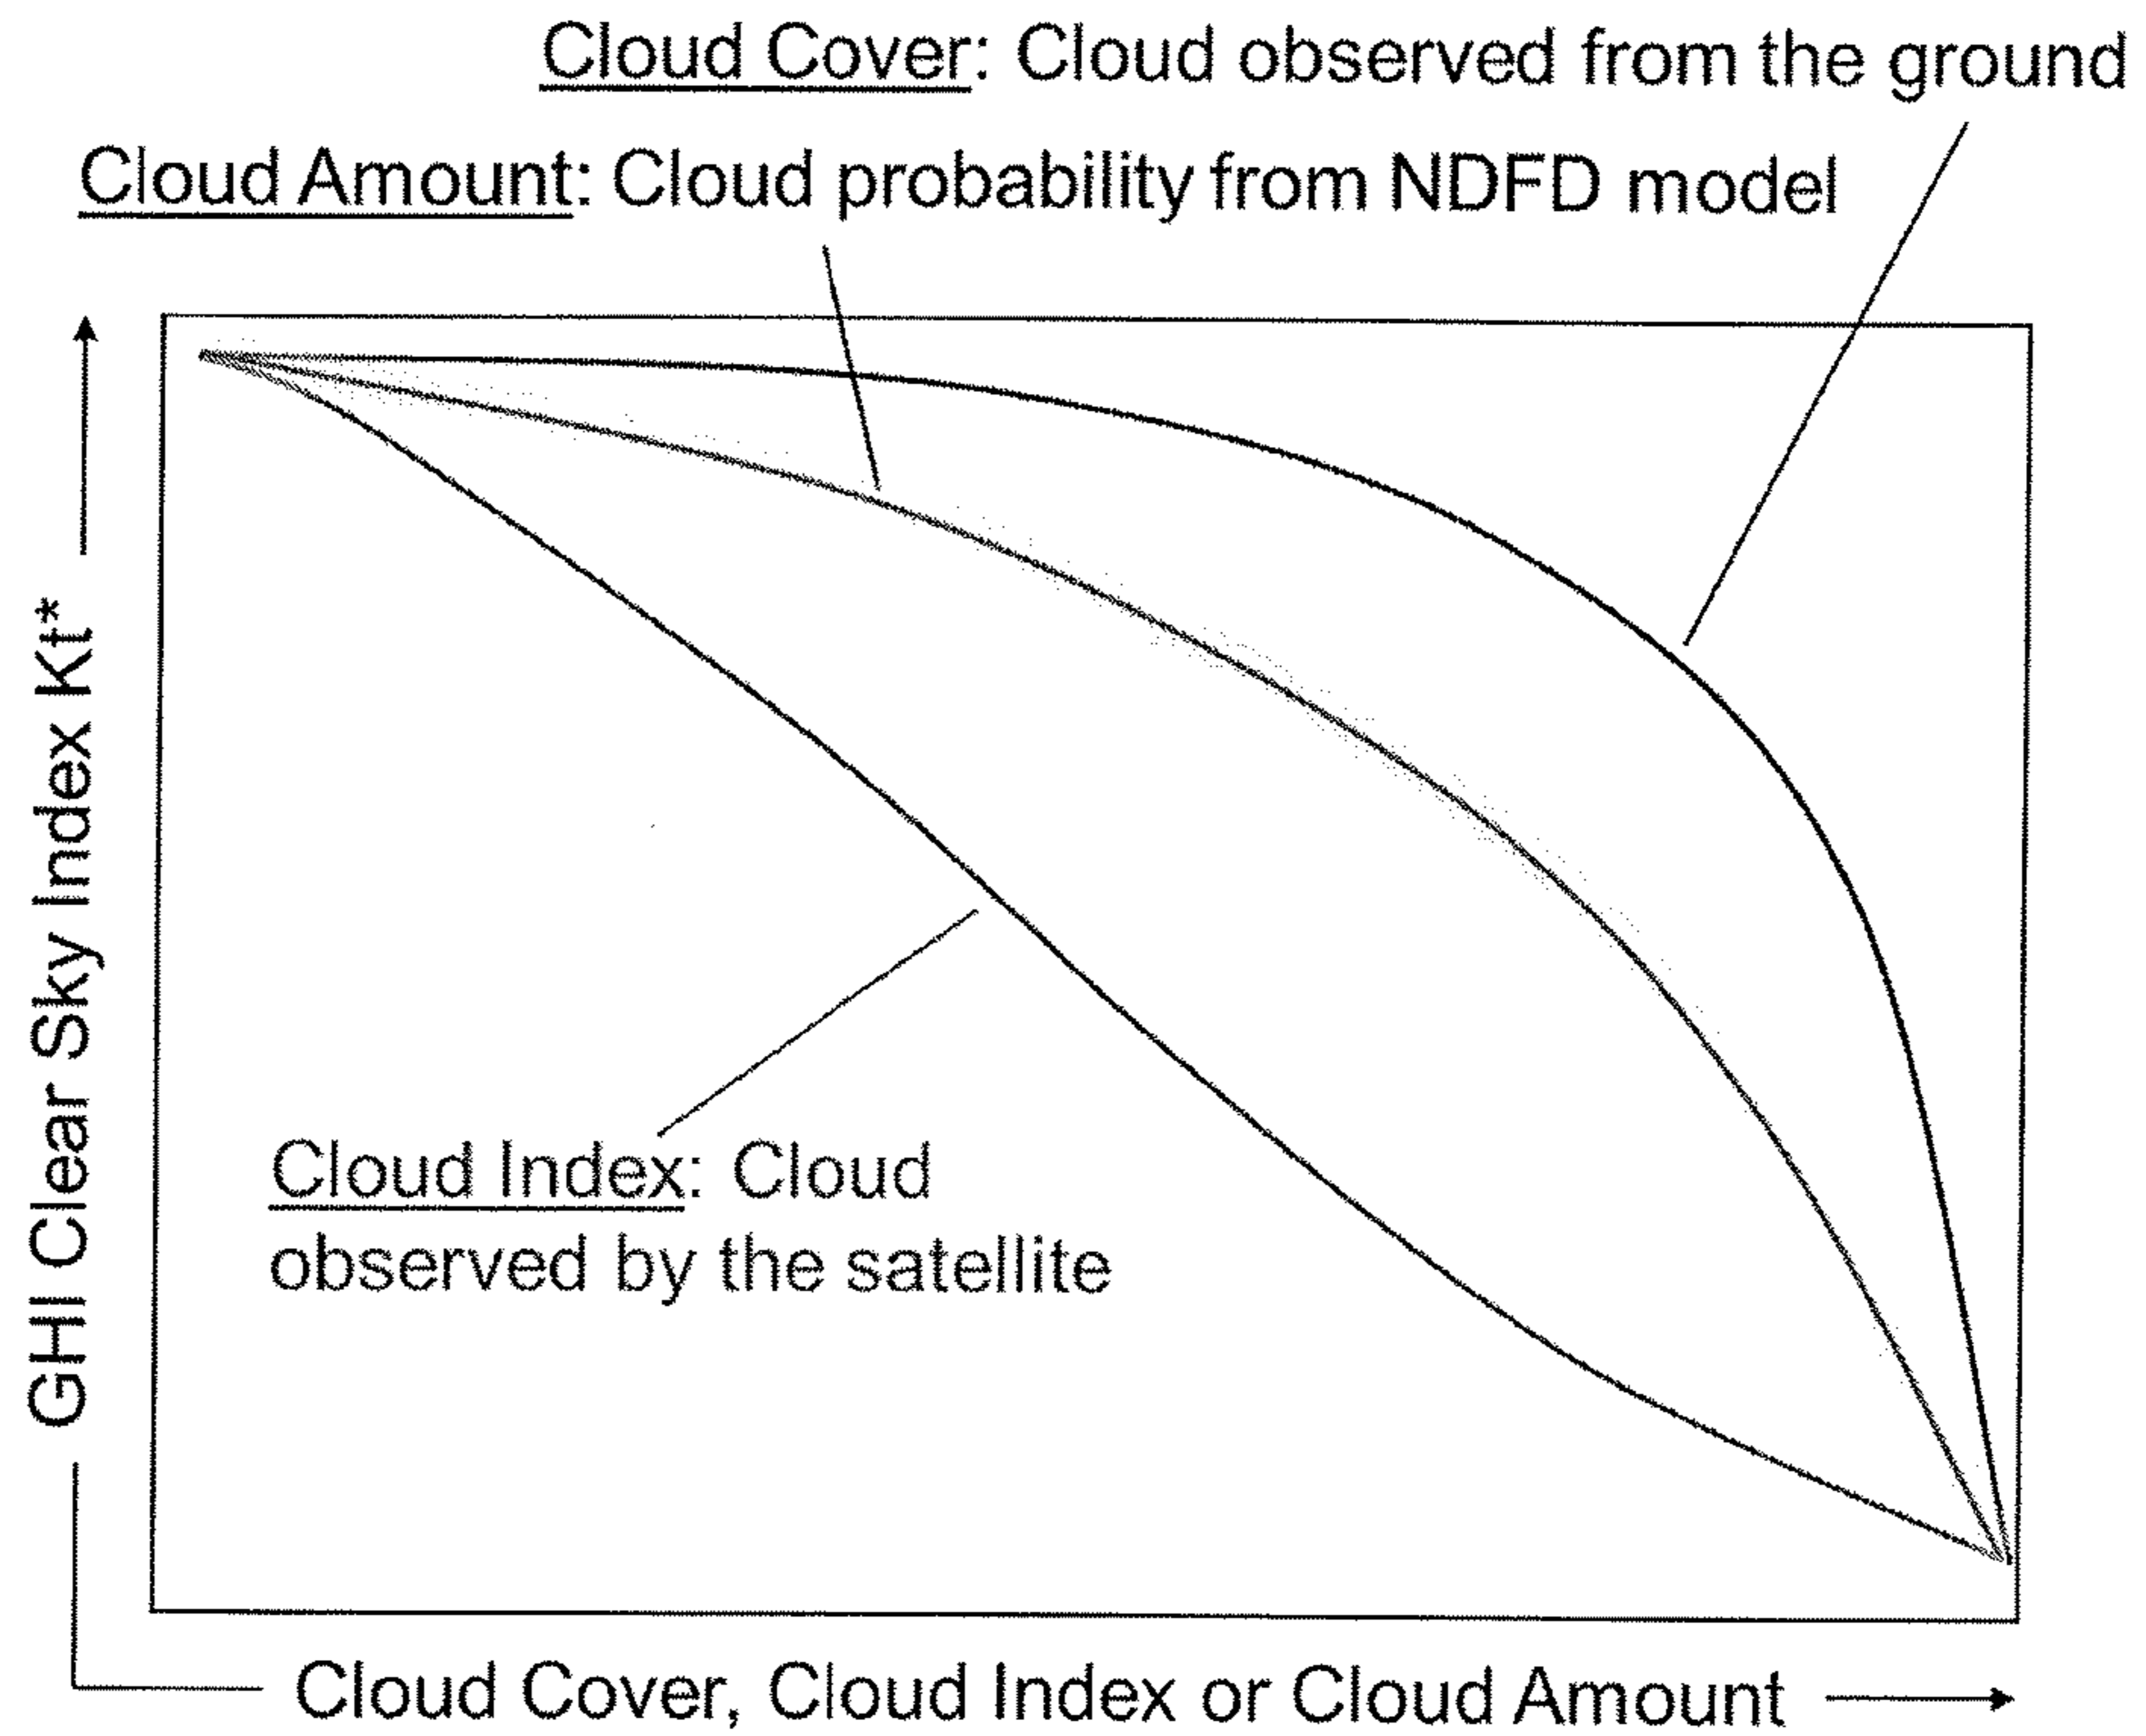 Cloud Cover: Cloud observed from the ground
Cloud Amount: Cloud probability from NDFD model
GHI Clear Sky Index Kt*
Cloud Index: Cloud
observed by the satellite
Cloud Cover, Cloud Index or Cloud Amount